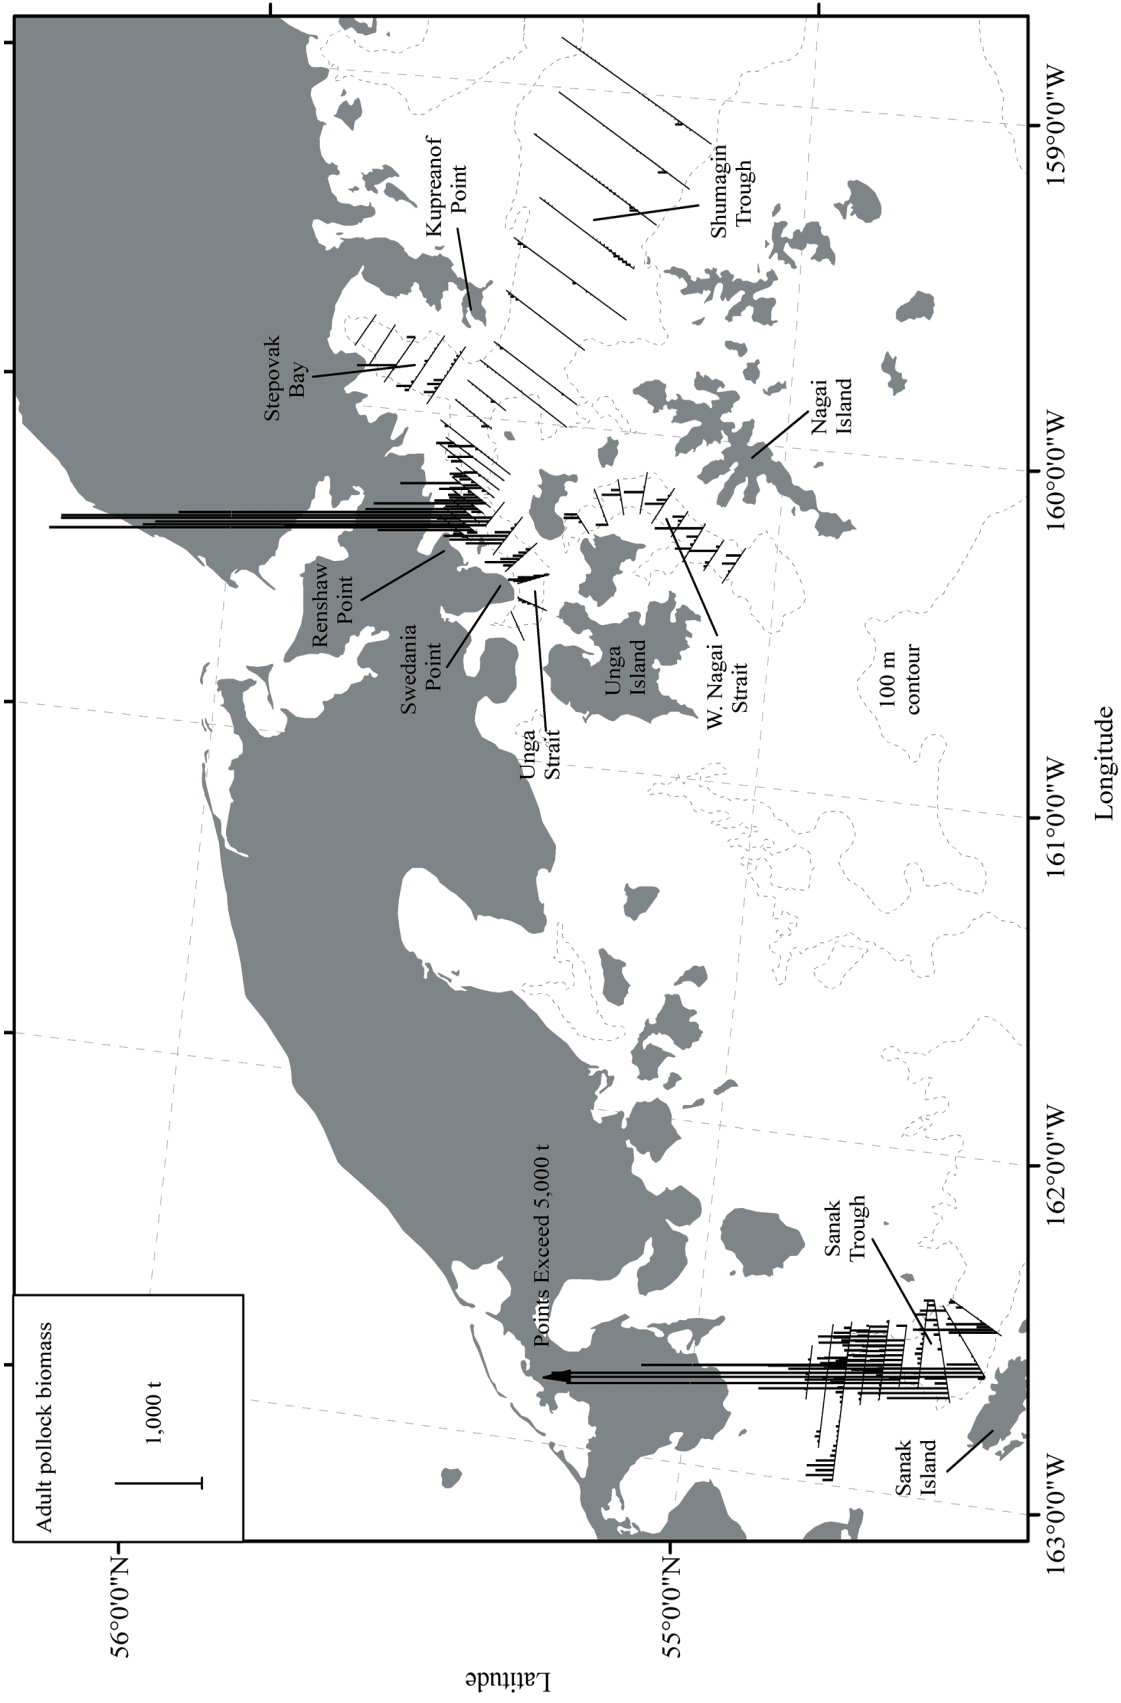 Adult pollock biomass
1,000 t
56°0'0"N
55°0'0"N
Latitude
Stepovak
Bay
Kupreanof
Point
Renshaw
Point
Swedania
Point
Unga
Strait
Unga
Island
W. Nagai
Strait
Nagai
Island
Shumagin
Trough
100 m
contour
Points Exceed 5,000 t
Sanak
Trough
Sanak
Island
163°0'0"W
162°0'0"W
161°0'0"W
160°0'0"W
159°0'0"W
Longitude